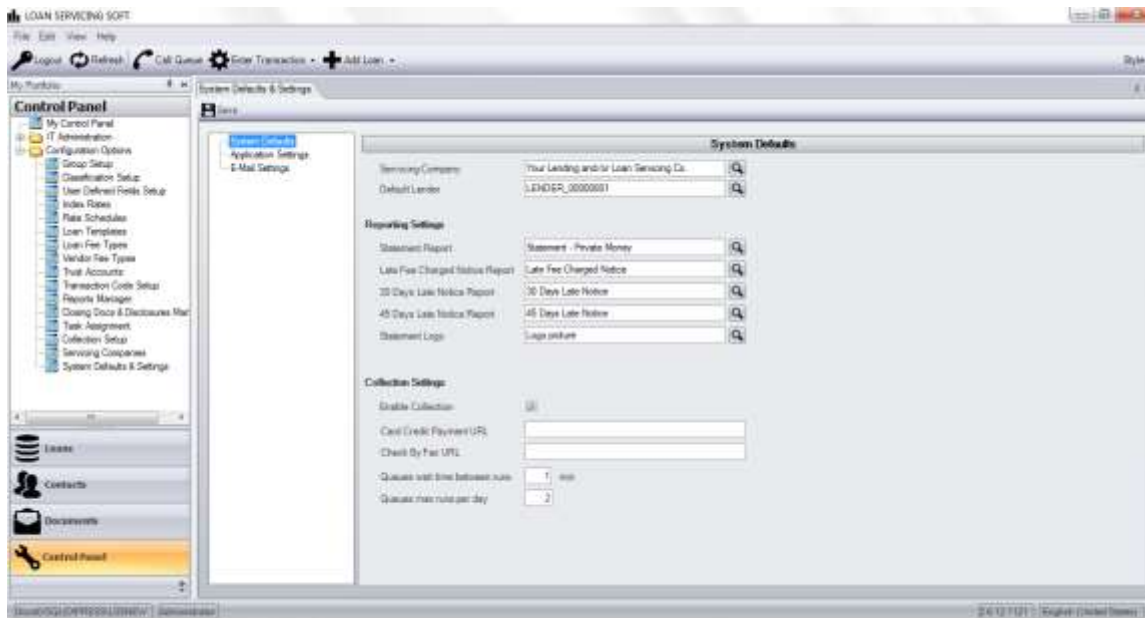 LOAN SERVICING SOFT
File Edit View Help
Logout Refresh Call Queue Enter Transaction Add Loan Style
My Portfolio
System Defaults & Settings
Control Panel
Save
My Control Panel
IT Administration
Configuration Options
Group Setup
Classification Setup
User Defined Fields Setup
Index Rates
Rate Schedules
Loan Templates
Loan Fee Types
Vendor Fee Types
Trust Accounts
Transaction Code Setup
Reports Manager
Closing Docs & Disclosures Man
Task Assignment
Collection Setup
Servicing Companies
System Defaults & Settings
Loans
Contacts
Documents
Control Panel
System Defaults
Application Settings
E-Mail Settings
System Defaults
Servicing Company Your Lending and/or Loan Servicing Co.
Default Lender LENDER_00000001
Reporting Settings
Statement Report Statement - Private Money
Late Fee Charged Notice Report Late Fee Charged Notice
30 Days Late Notice Report 30 Days Late Notice
45 Days Late Notice Report 45 Days Late Notice
Statement Logo Logo picture
Collection Settings
Enable Collection
Card Credit Payment URL
Check By Fax URL
Queues wait time between runs 1 min
Queues max runs per day 2
Administrator
English (United States)